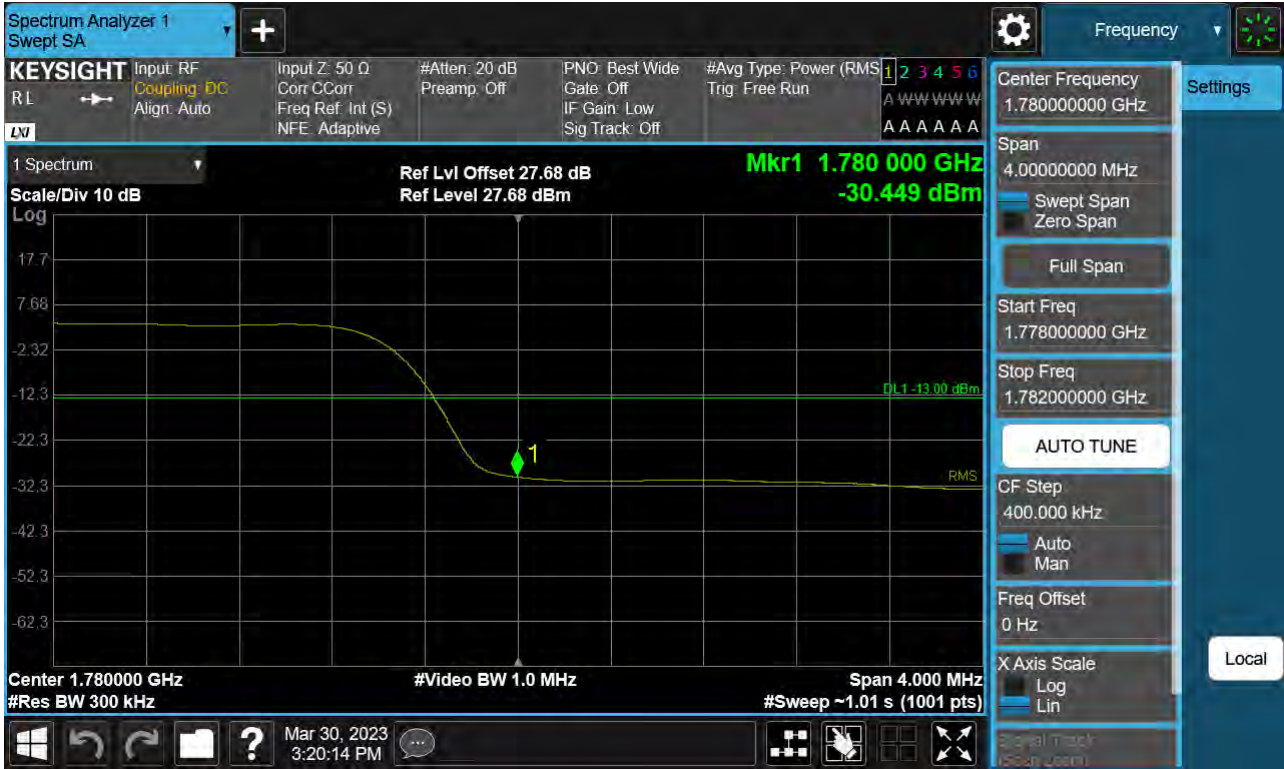 Spectrum Analyzer 1
Swept SA
+
Frequency
KEYSIGHT
R L
LXI
Input: RF
Coupling: DC
Align: Auto
Input Z: 50 Ω
Corr CCorr
Freq Ref: Int (S)
NFE: Adaptive
#Atten: 20 dB
Preamp: Off
PNO: Best Wide
Gate: Off
IF Gain: Low
Sig Track: Off
#Avg Type: Power (RMS
Trig: Free Run
1 2 3 4 5 6
A W W W W W
A A A A A A
1 Spectrum
Scale/Div 10 dB
Log
Ref Lvl Offset 27.68 dB
Ref Level 27.68 dBm
Mkr1 1.780 000 GHz
-30.449 dBm
17.7
7.68
-2.32
-12.3
-22.3
-32.3
-42.3
-52.3
-62.3
DL1 -13.00 dBm
1
RMS
Center 1.780000 GHz
#Res BW 300 kHz
#Video BW 1.0 MHz
Span 4.000 MHz
#Sweep ~1.01 s (1001 pts)
Center Frequency
1.780000000 GHz
Settings
Span
4.00000000 MHz
Swept Span
Zero Span
Full Span
Start Freq
1.778000000 GHz
Stop Freq
1.782000000 GHz
AUTO TUNE
CF Step
400.000 kHz
Auto
Man
Freq Offset
0 Hz
X Axis Scale
Log
Lin
Local
?
Mar 30, 2023
3:20:14 PM